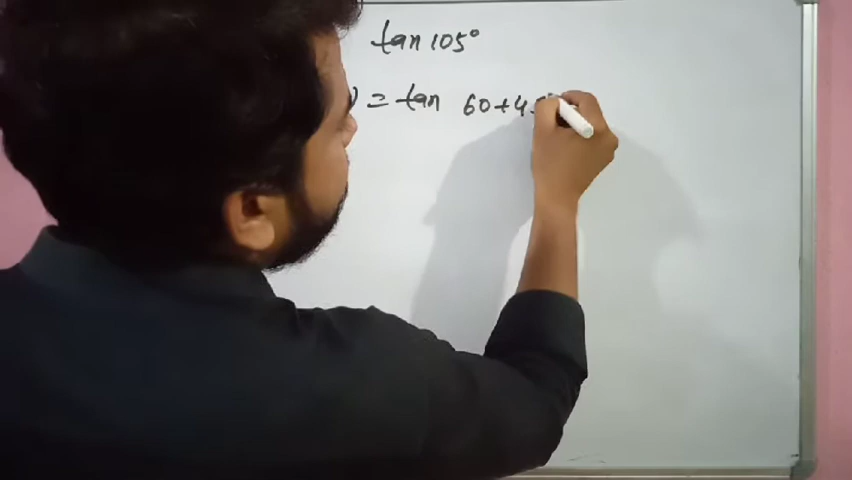 tan 105°
) = tan 60+45